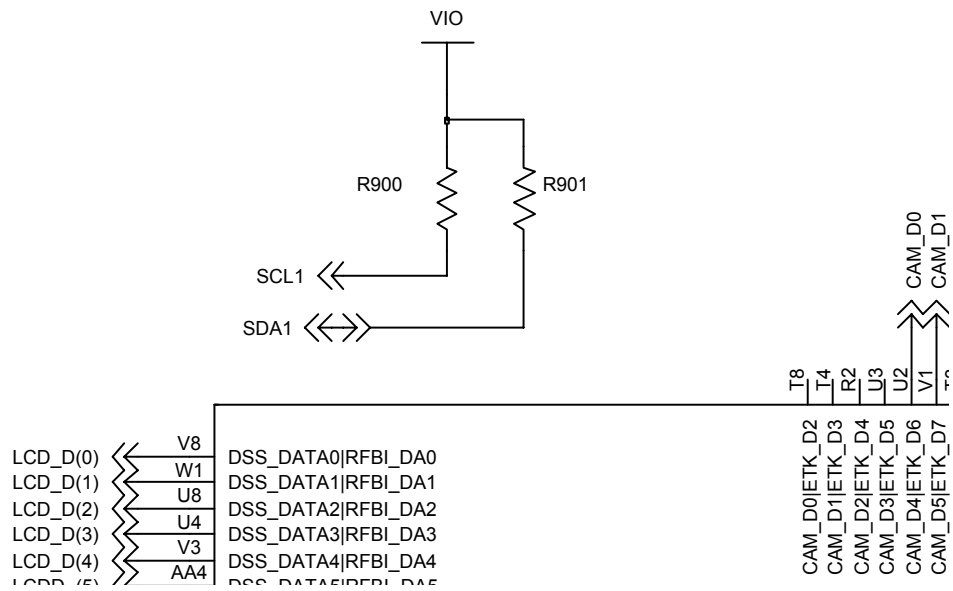 VIO
R900
R901
SCL1
SDA1
CAM_D0
CAM_D1
T8
T4
R2
U3
U2
V1
CAM_D0|ETK_D2
CAM_D1|ETK_D3
CAM_D2|ETK_D4
CAM_D3|ETK_D5
CAM_D4|ETK_D6
CAM_D5|ETK_D7
LCD_D(0) V8 DSS_DATA0|RFBI_DA0
LCD_D(1) W1 DSS_DATA1|RFBI_DA1
LCD_D(2) U8 DSS_DATA2|RFBI_DA2
LCD_D(3) U4 DSS_DATA3|RFBI_DA3
LCD_D(4) V3 DSS_DATA4|RFBI_DA4
AA4 DSS_DATA5|RFBI_DA5